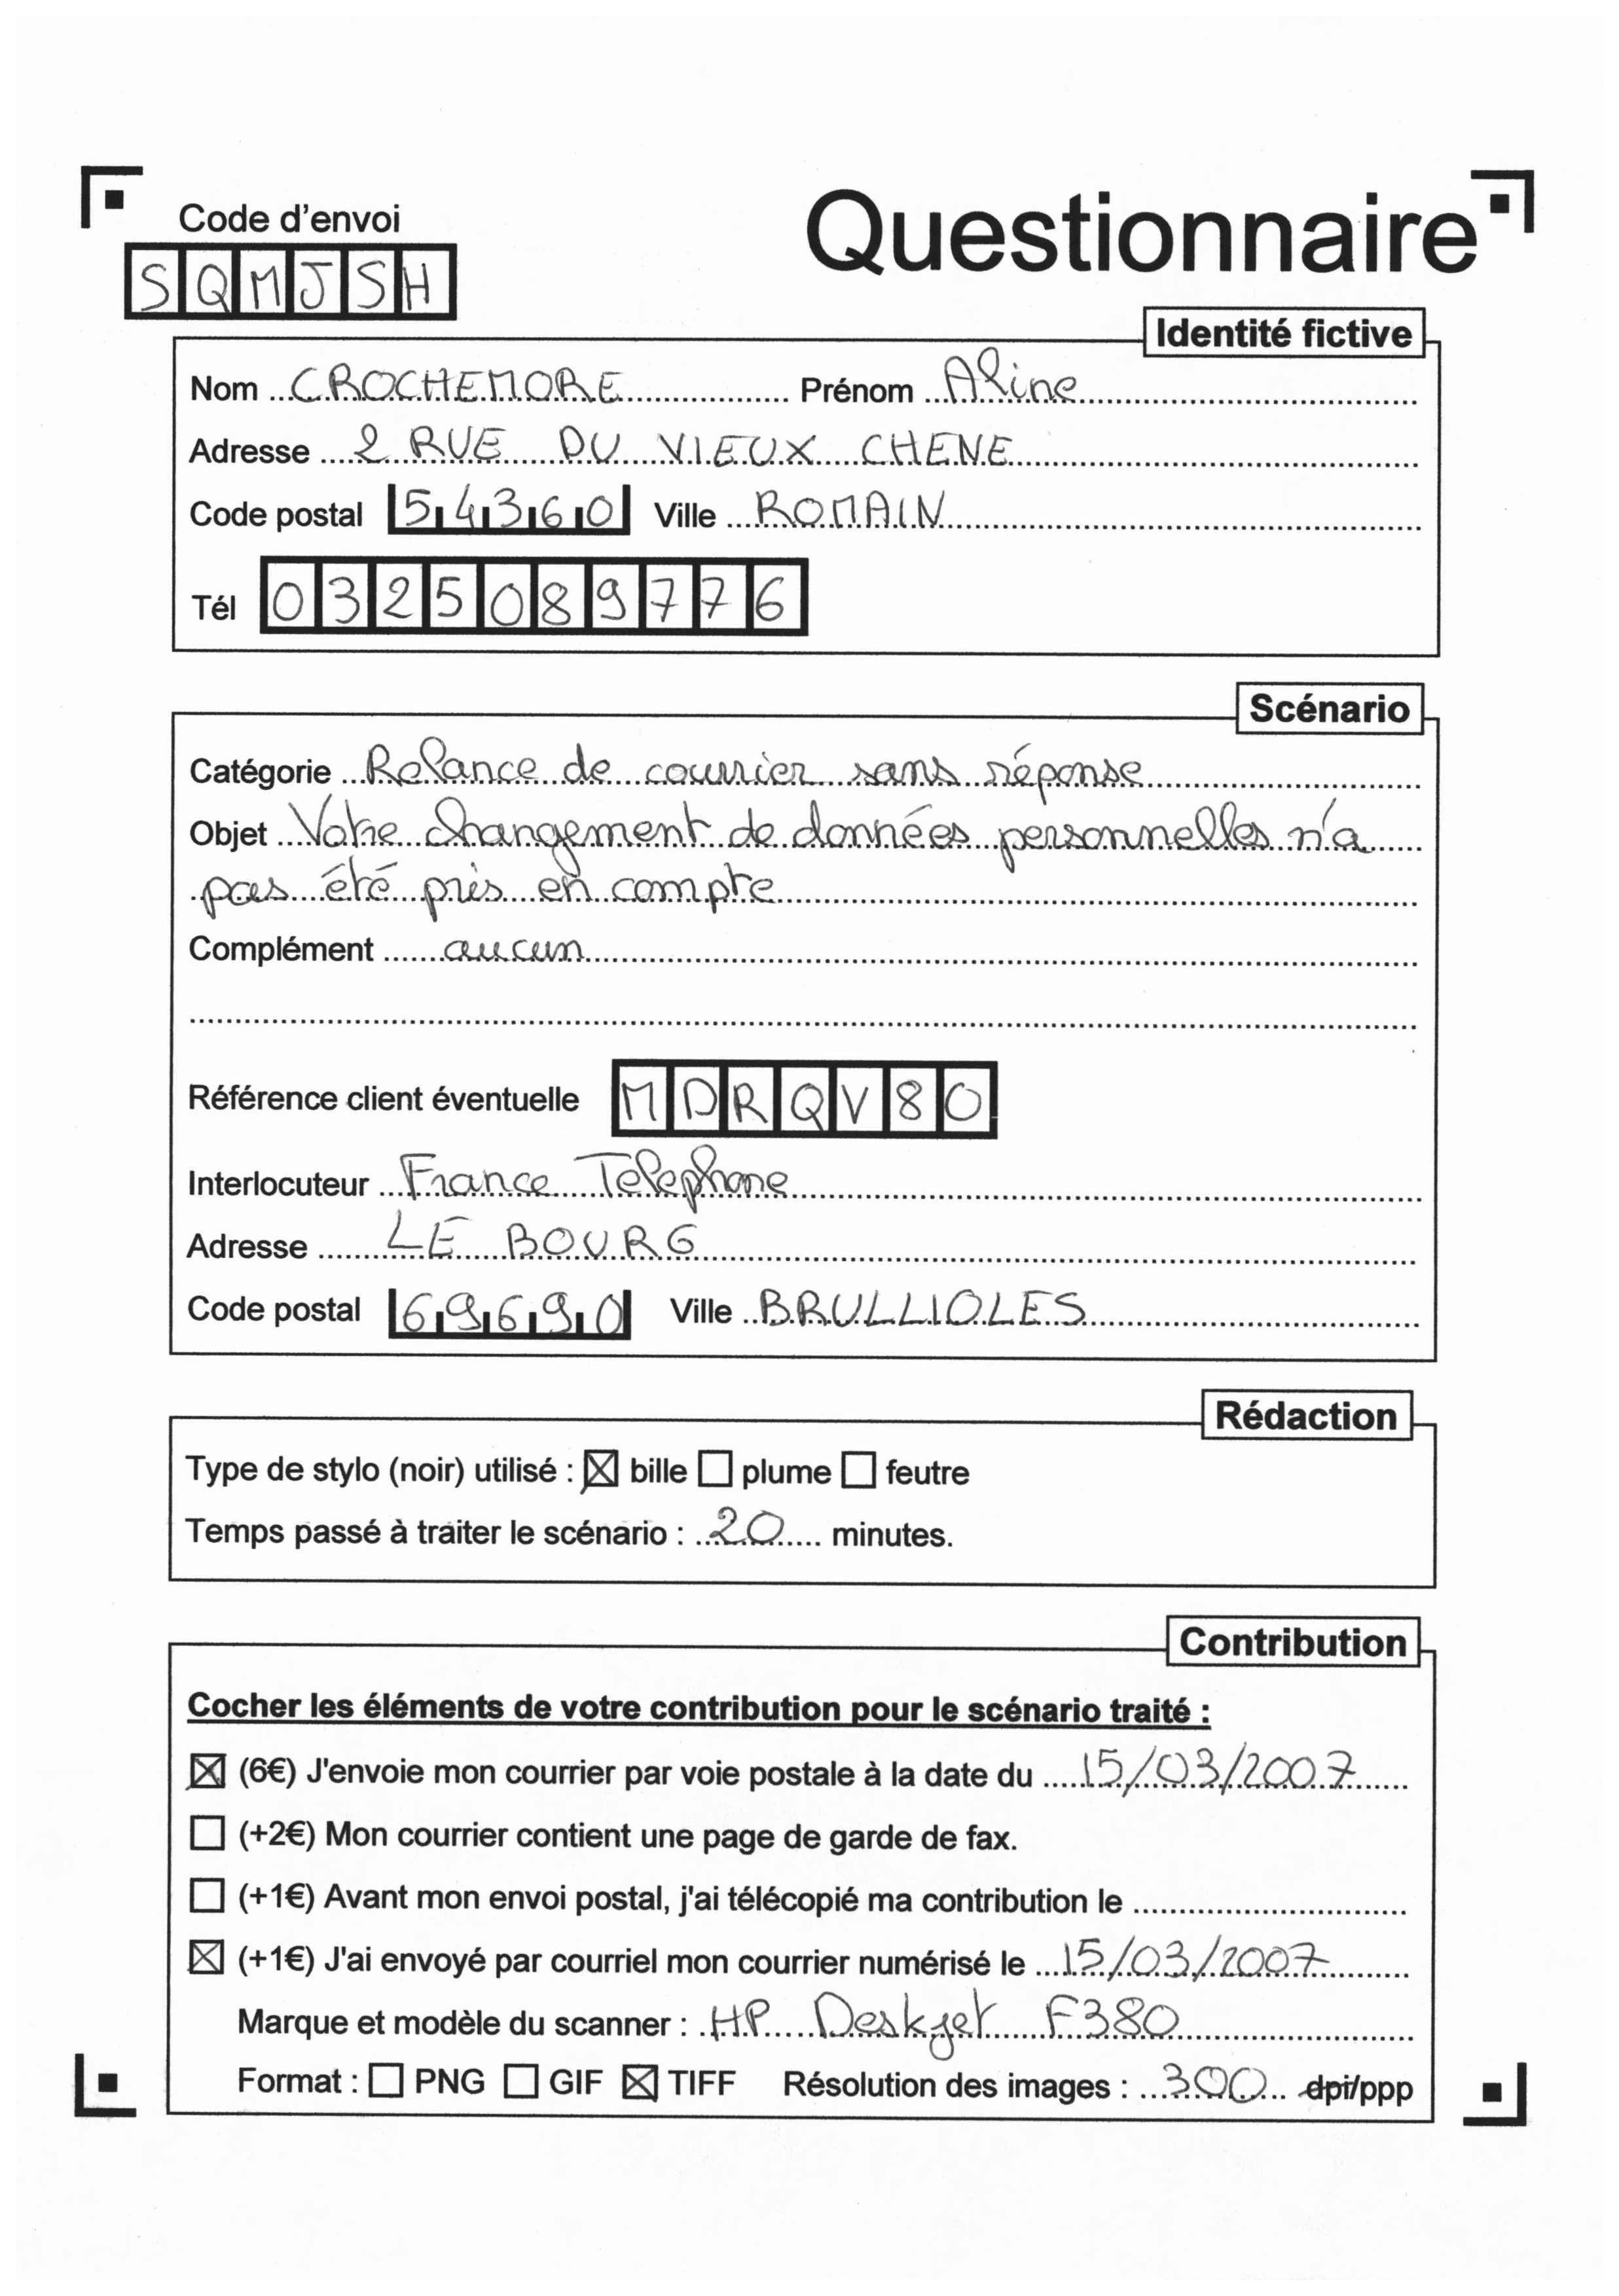 Code d'envoi
Questionnaire
SQMJSH
Identité fictive
Nom CROCHEMORE Prénom Aline
Adresse 2 RUE DU VIEUX CHENE
Code postal 54360 Ville ROMAIN
Tél 0325089776
Scénario
Catégorie Relance de courrier sans réponse
Objet Votre changement de données personnelles n'a
pas été pris en compte
Complément aucun
Référence client éventuelle MDRQV80
Interlocuteur France Telephone
Adresse LE BOURG
Code postal 69690 Ville BRULLIOLES
Rédaction
Type de stylo (noir) utilisé : ☒ bille ☐ plume ☐ feutre
Temps passé à traiter le scénario : 20 minutes.
Contribution
Cocher les éléments de votre contribution pour le scénario traité :
☒ (6€) J'envoie mon courrier par voie postale à la date du 15/03/2007
☐ (+2€) Mon courrier contient une page de garde de fax.
☐ (+1€) Avant mon envoi postal, j'ai télécopié ma contribution le
☒ (+1€) J'ai envoyé par courriel mon courrier numérisé le 15/03/2007
Marque et modèle du scanner : HP Deskjet F380
Format : ☐ PNG ☐ GIF ☒ TIFF Résolution des images : 300 dpi/ppp